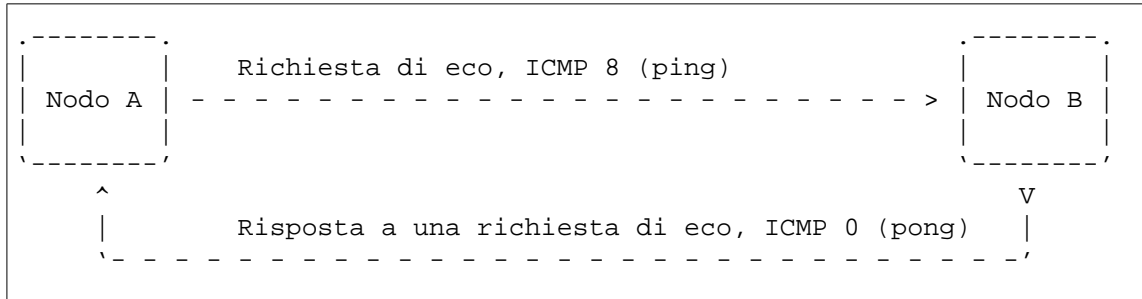 Richiesta di eco, ICMP 8 (ping)
Nodo A
Nodo B
Risposta a una richiesta di eco, ICMP 0 (pong)